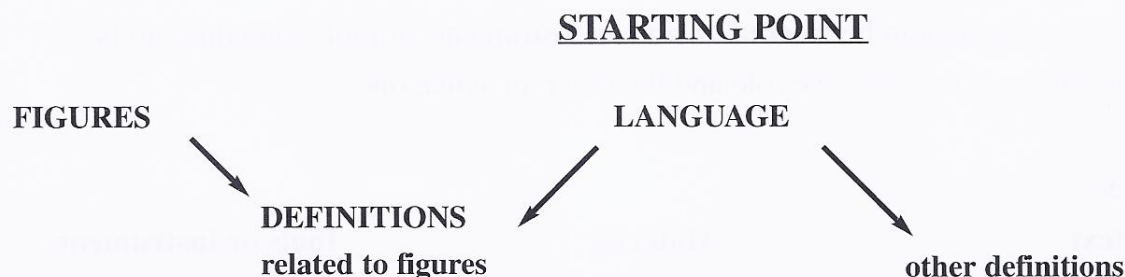 STARTING POINT
FIGURES
LANGUAGE
DEFINITIONS
related to figures
other definitions